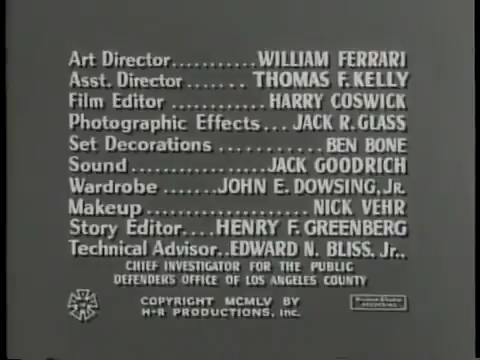 Art Director...........WILLIAM FERRARI
Asst. Director.......THOMAS F. KELLY
Film Editor ............HARRY COSWICK
Photographic Effects...JACK R. GLASS
Set Decorations ...........BEN BONE
Sound .................JACK GOODRICH
Wardrobe .......JOHN E. DOWSING, JR.
Makeup.....................NICK VEHR
Story Editor....HENRY F. GREENBERG
Technical Advisor..EDWARD N. BLISS, Jr..
CHIEF INVESTIGATOR FOR THE PUBLIC
DEFENDERS OFFICE OF LOS ANGELES COUNTY
COPYRIGHT MCMLV BY
H-R PRODUCTIONS, Inc.